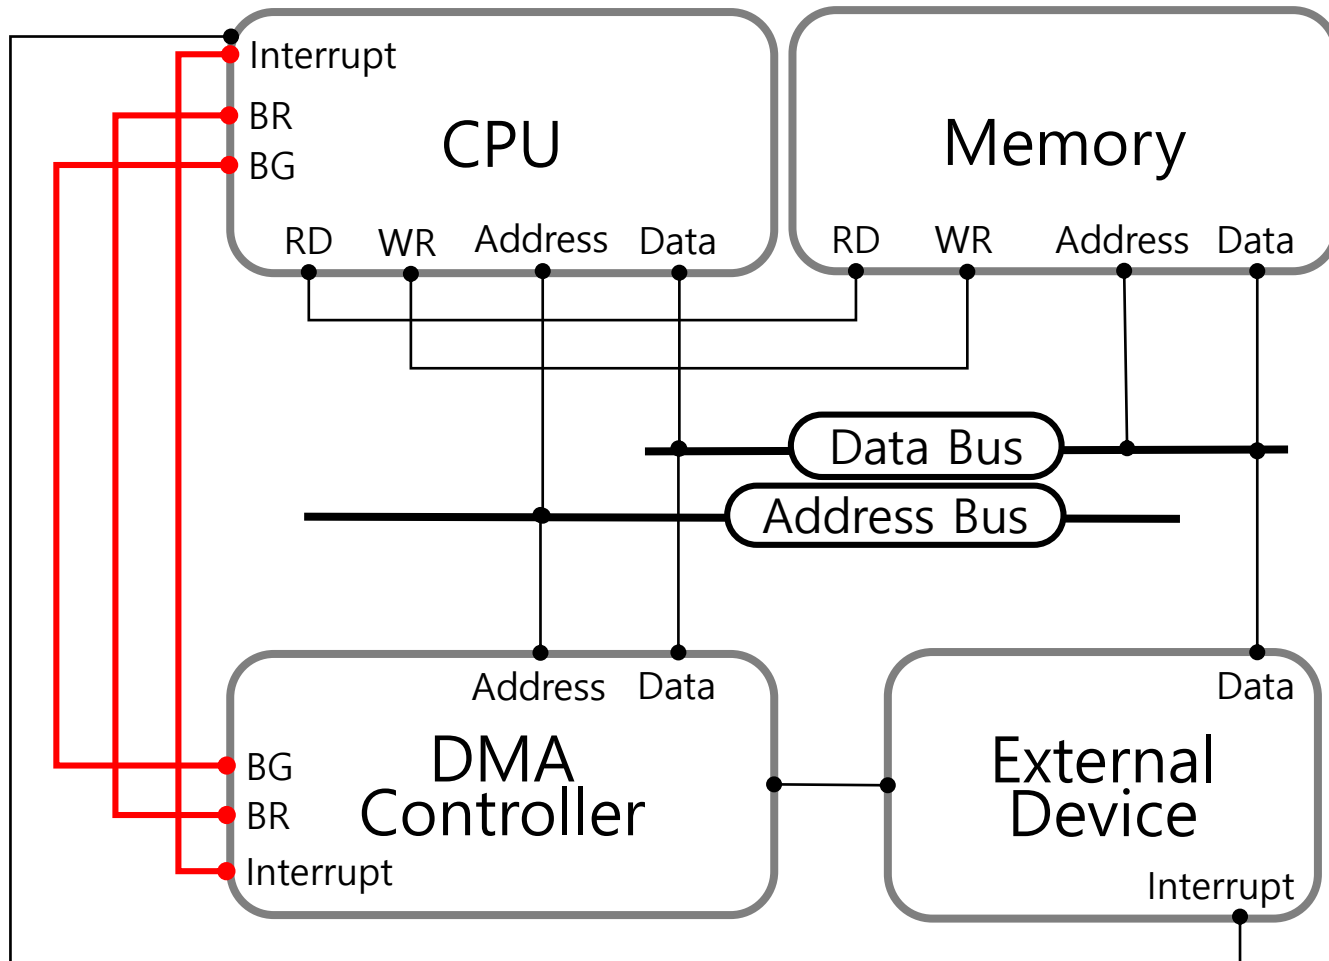 Interrupt
BR
BG
CPU
RD
WR
Address
Data
Memory
RD
WR
Address
Data
Data Bus
Address Bus
Address
Data
BG
BR
Interrupt
DMA
Controller
Data
External
Device
Interrupt